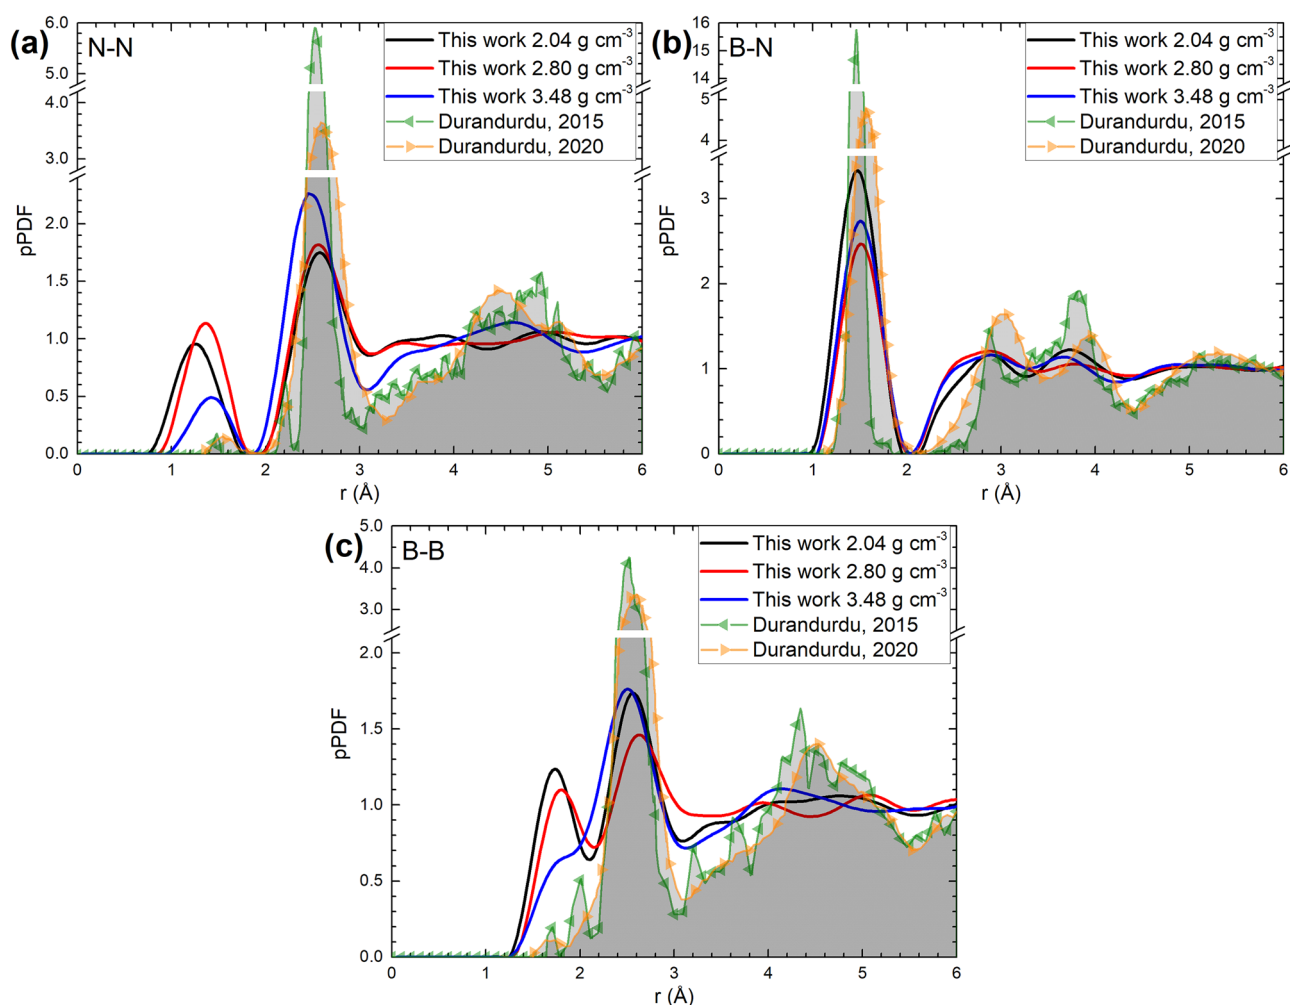 (a)
N-N
This work 2.04 g cm⁻³
This work 2.80 g cm⁻³
This work 3.48 g cm⁻³
Durandurdu, 2015
Durandurdu, 2020
pPDF
6.0
5.0
4.0
3.0
2.0
1.5
1.0
0.5
0.0
0 1 2 3 4 5 6
r (Å)
(b)
B-N
This work 2.04 g cm⁻³
This work 2.80 g cm⁻³
This work 3.48 g cm⁻³
Durandurdu, 2015
Durandurdu, 2020
pPDF
16
15
14
5
4
3
2
1
0
0 1 2 3 4 5 6
r (Å)
(c)
B-B
This work 2.04 g cm⁻³
This work 2.80 g cm⁻³
This work 3.48 g cm⁻³
Durandurdu, 2015
Durandurdu, 2020
pPDF
5.0
4.0
3.0
2.0
1.5
1.0
0.5
0.0
0 1 2 3 4 5 6
r (Å)